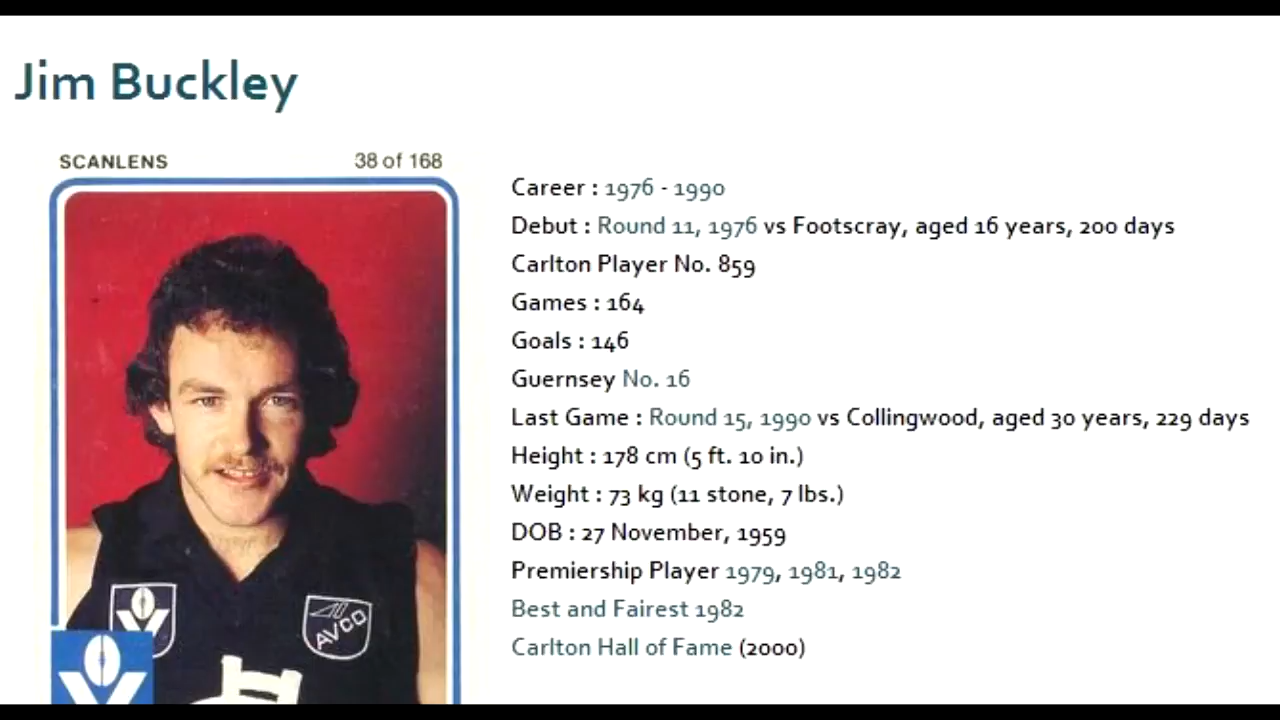 Jim Buckley
SCANLENS 38 of 168
Career : 1976 - 1990
Debut : Round 11, 1976 vs Footscray, aged 16 years, 200 days
Carlton Player No. 859
Games : 164
Goals : 146
Guernsey No. 16
Last Game : Round 15, 1990 vs Collingwood, aged 30 years, 229 days
Height : 178 cm (5 ft. 10 in.)
Weight : 73 kg (11 stone, 7 lbs.)
DOB : 27 November, 1959
Premiership Player 1979, 1981, 1982
Best and Fairest 1982
Carlton Hall of Fame (2000)
AVCO